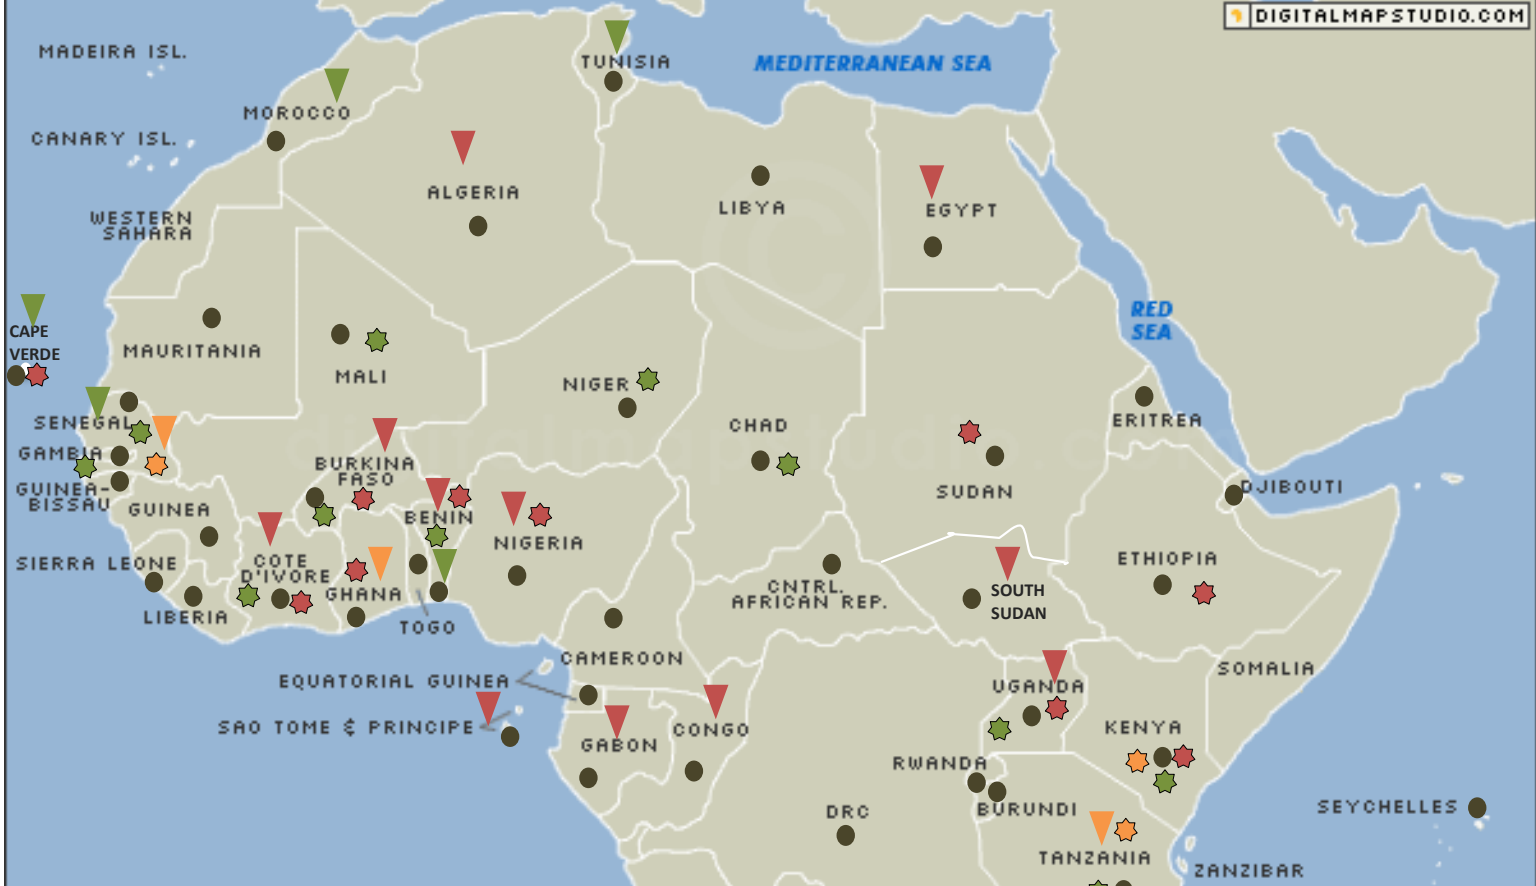 DIGITALMAPSTUDIO.COM
MADEIRA ISL.
TUNISIA
MEDITERRANEAN SEA
MOROCCO
CANARY ISL.
ALGERIA
LIBYA
EGYPT
WESTERN
SAHARA
RED
SEA
CAPE
VERDE
MAURITANIA
MALI
NIGER
CHAD
ERITREA
SENEGAL
digitalmapstudio.com
GAMBIA
BURKINA
FASO
SUDAN
GUINEA-
BISSAU
GUINEA
BENIN
NIGERIA
DJIBOUTI
SIERRA LEONE
COTE
D'IVORE
GHANA
ETHIOPIA
CNTRL.
AFRICAN REP.
SOUTH
SUDAN
LIBERIA
TOGO
CAMEROON
SOMALIA
EQUATORIAL GUINEA
UGANDA
SAO TOME & PRINCIPE
GABON
CONGO
KENYA
RWANDA
DRC
BURUNDI
SEYCHELLES
TANZANIA
ZANZIBAR